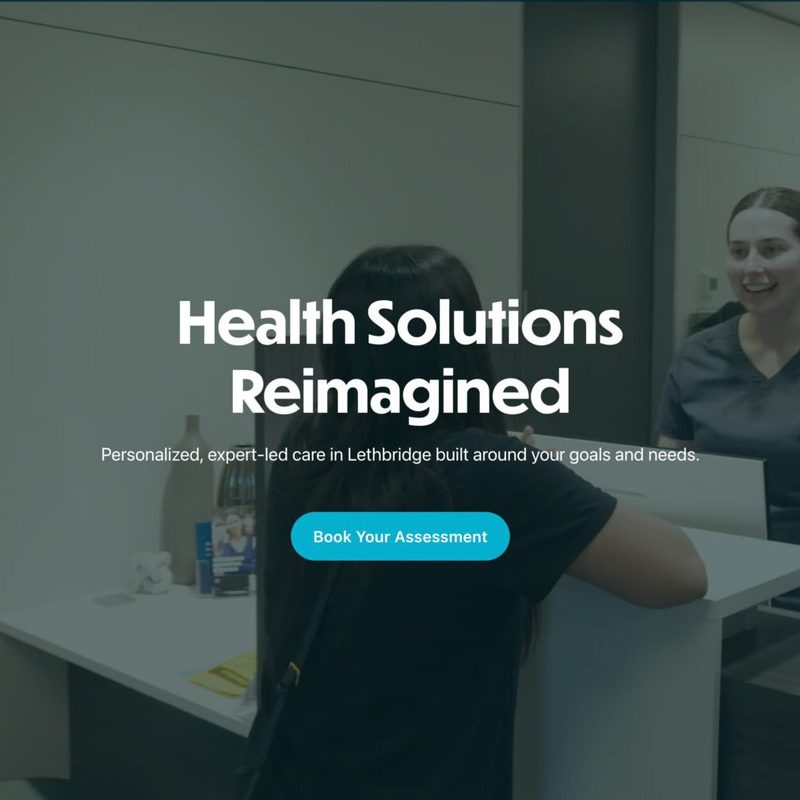 Health Solutions
Reimagined
Personalized, expert-led care in Lethbridge built around your goals and needs.
Book Your Assessment